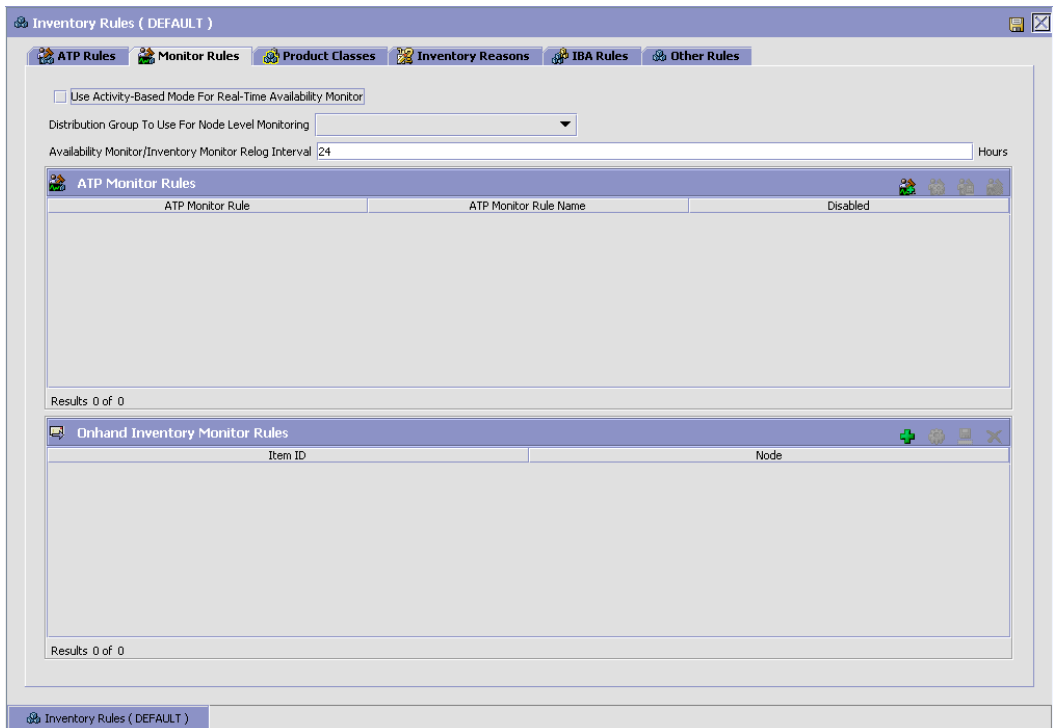 Inventory Rules ( DEFAULT )
ATP Rules Monitor Rules Product Classes Inventory Reasons IBA Rules Other Rules
Use Activity-Based Mode For Real-Time Availability Monitor
Distribution Group To Use For Node Level Monitoring
Availability Monitor/Inventory Monitor Relog Interval 24 Hours
ATP Monitor Rules
ATP Monitor Rule ATP Monitor Rule Name Disabled
Results 0 of 0
Onhand Inventory Monitor Rules
Item ID Node
Results 0 of 0
Inventory Rules ( DEFAULT )